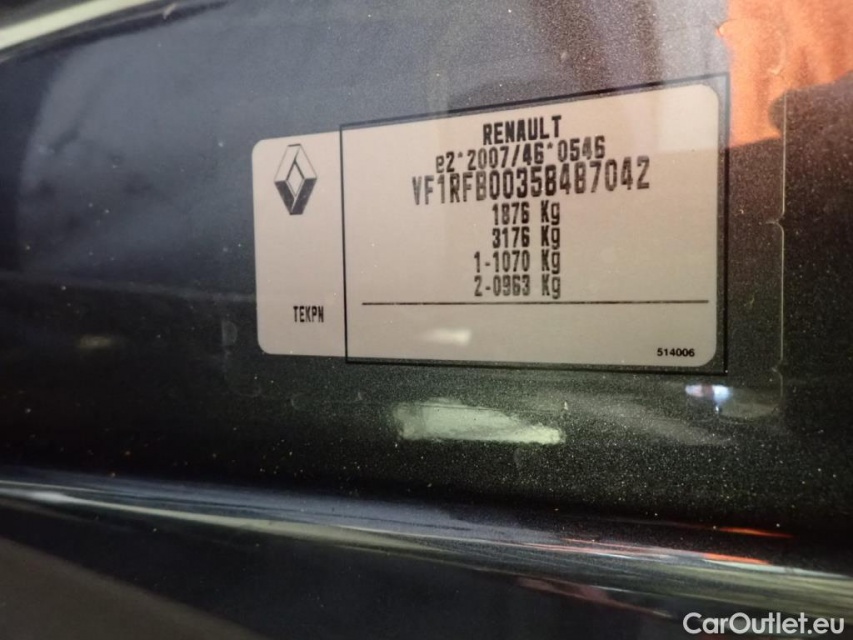 RENAULT
e2*2007/46*0546
VF1RFB00358487042
1876 Kg
3176 Kg
1-1070 Kg
2-0963 Kg
TEKPN
514006
CarOutlet.eu